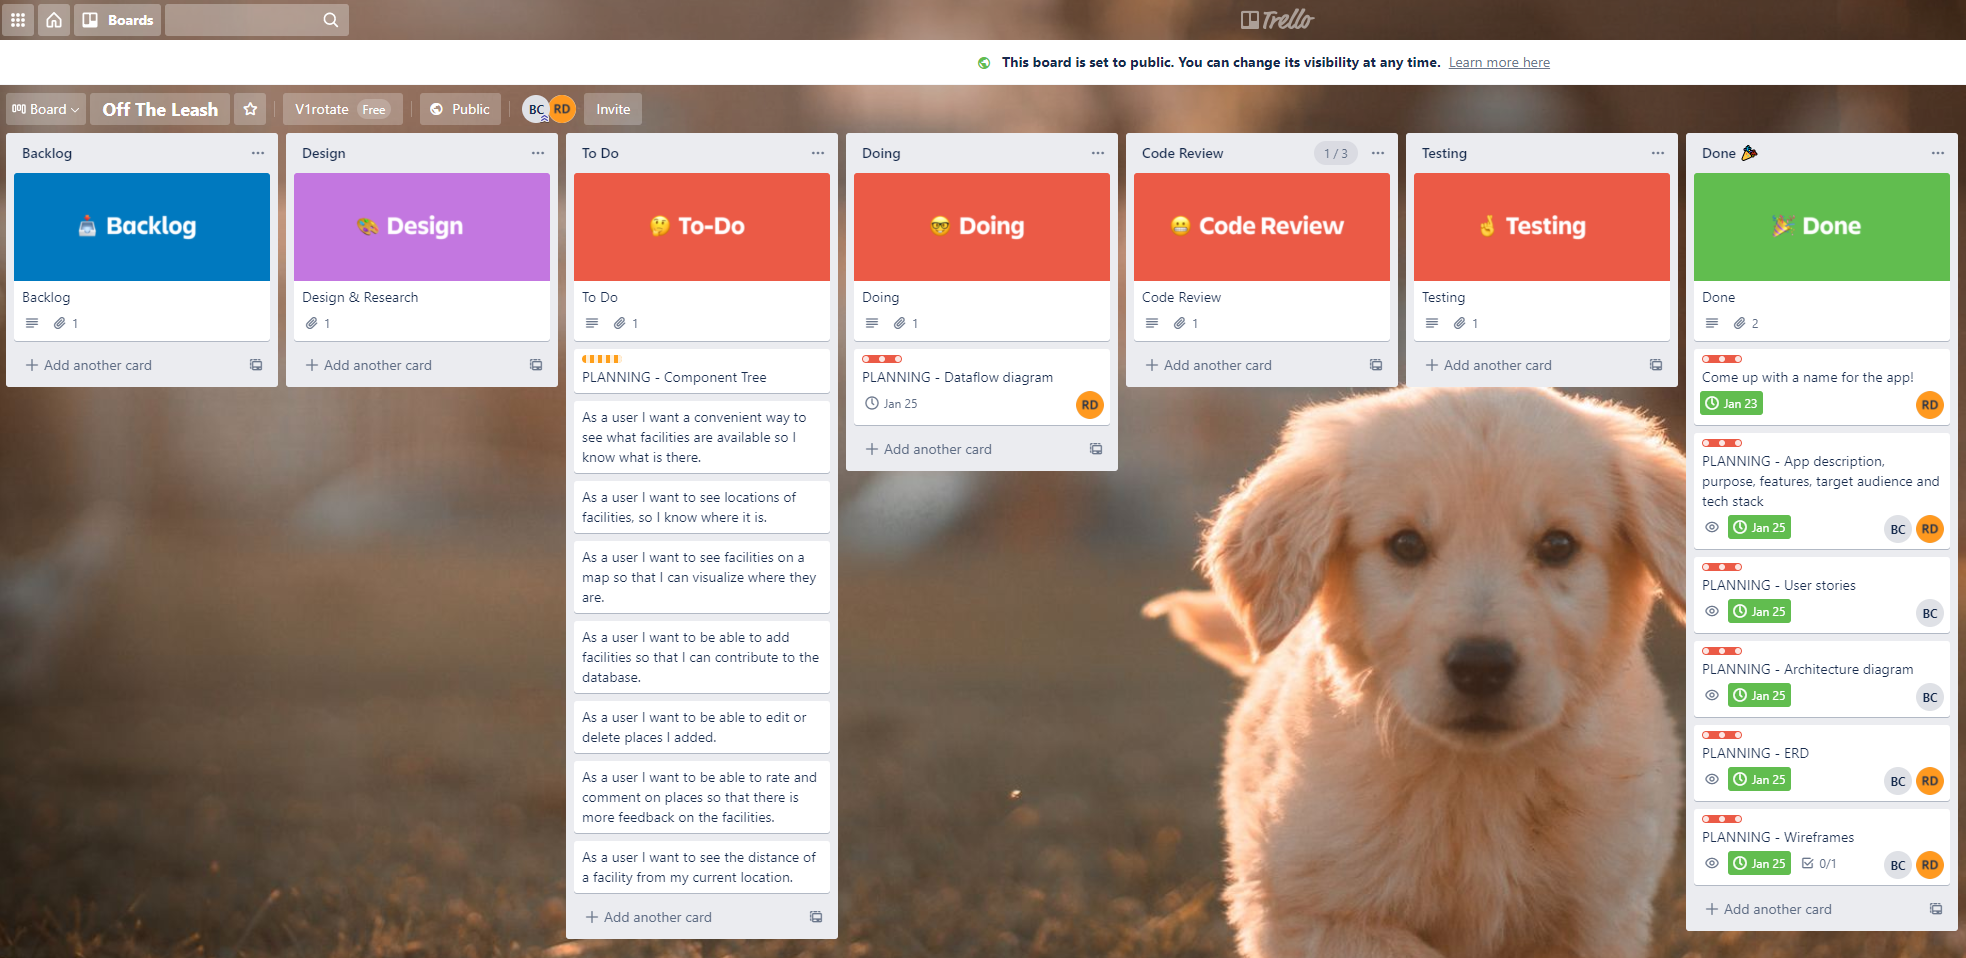 Boards
Trello
This board is set to public. You can change its visibility at any time. Learn more here
Board
Off The Leash
V1rotate Free
Public
BC RD
Invite
Backlog
Backlog
Backlog
1
+ Add another card
Design
Design
Design & Research
1
+ Add another card
To Do
To-Do
To Do
1
PLANNING - Component Tree
As a user I want a convenient way to
see what facilities are available so I
know what is there.
As a user I want to see locations of
facilities, so I know where it is.
As a user I want to see facilities on a
map so that I can visualize where they
are.
As a user I want to be able to add
facilities so that I can contribute to the
database.
As a user I want to be able to edit or
delete places I added.
As a user I want to be able to rate and
comment on places so that there is
more feedback on the facilities.
As a user I want to see the distance of
a facility from my current location.
+ Add another card
Doing
Doing
Doing
1
PLANNING - Dataflow diagram
Jan 25
RD
+ Add another card
Code Review
1 / 3
Code Review
Code Review
1
+ Add another card
Testing
Testing
Testing
1
+ Add another card
Done
Done
Done
2
Come up with a name for the app!
Jan 23
RD
PLANNING - App description,
purpose, features, target audience and
tech stack
Jan 25
BC RD
PLANNING - User stories
Jan 25
BC
PLANNING - Architecture diagram
Jan 25
BC
PLANNING - ERD
Jan 25
BC RD
PLANNING - Wireframes
Jan 25 0/1
BC RD
+ Add another card